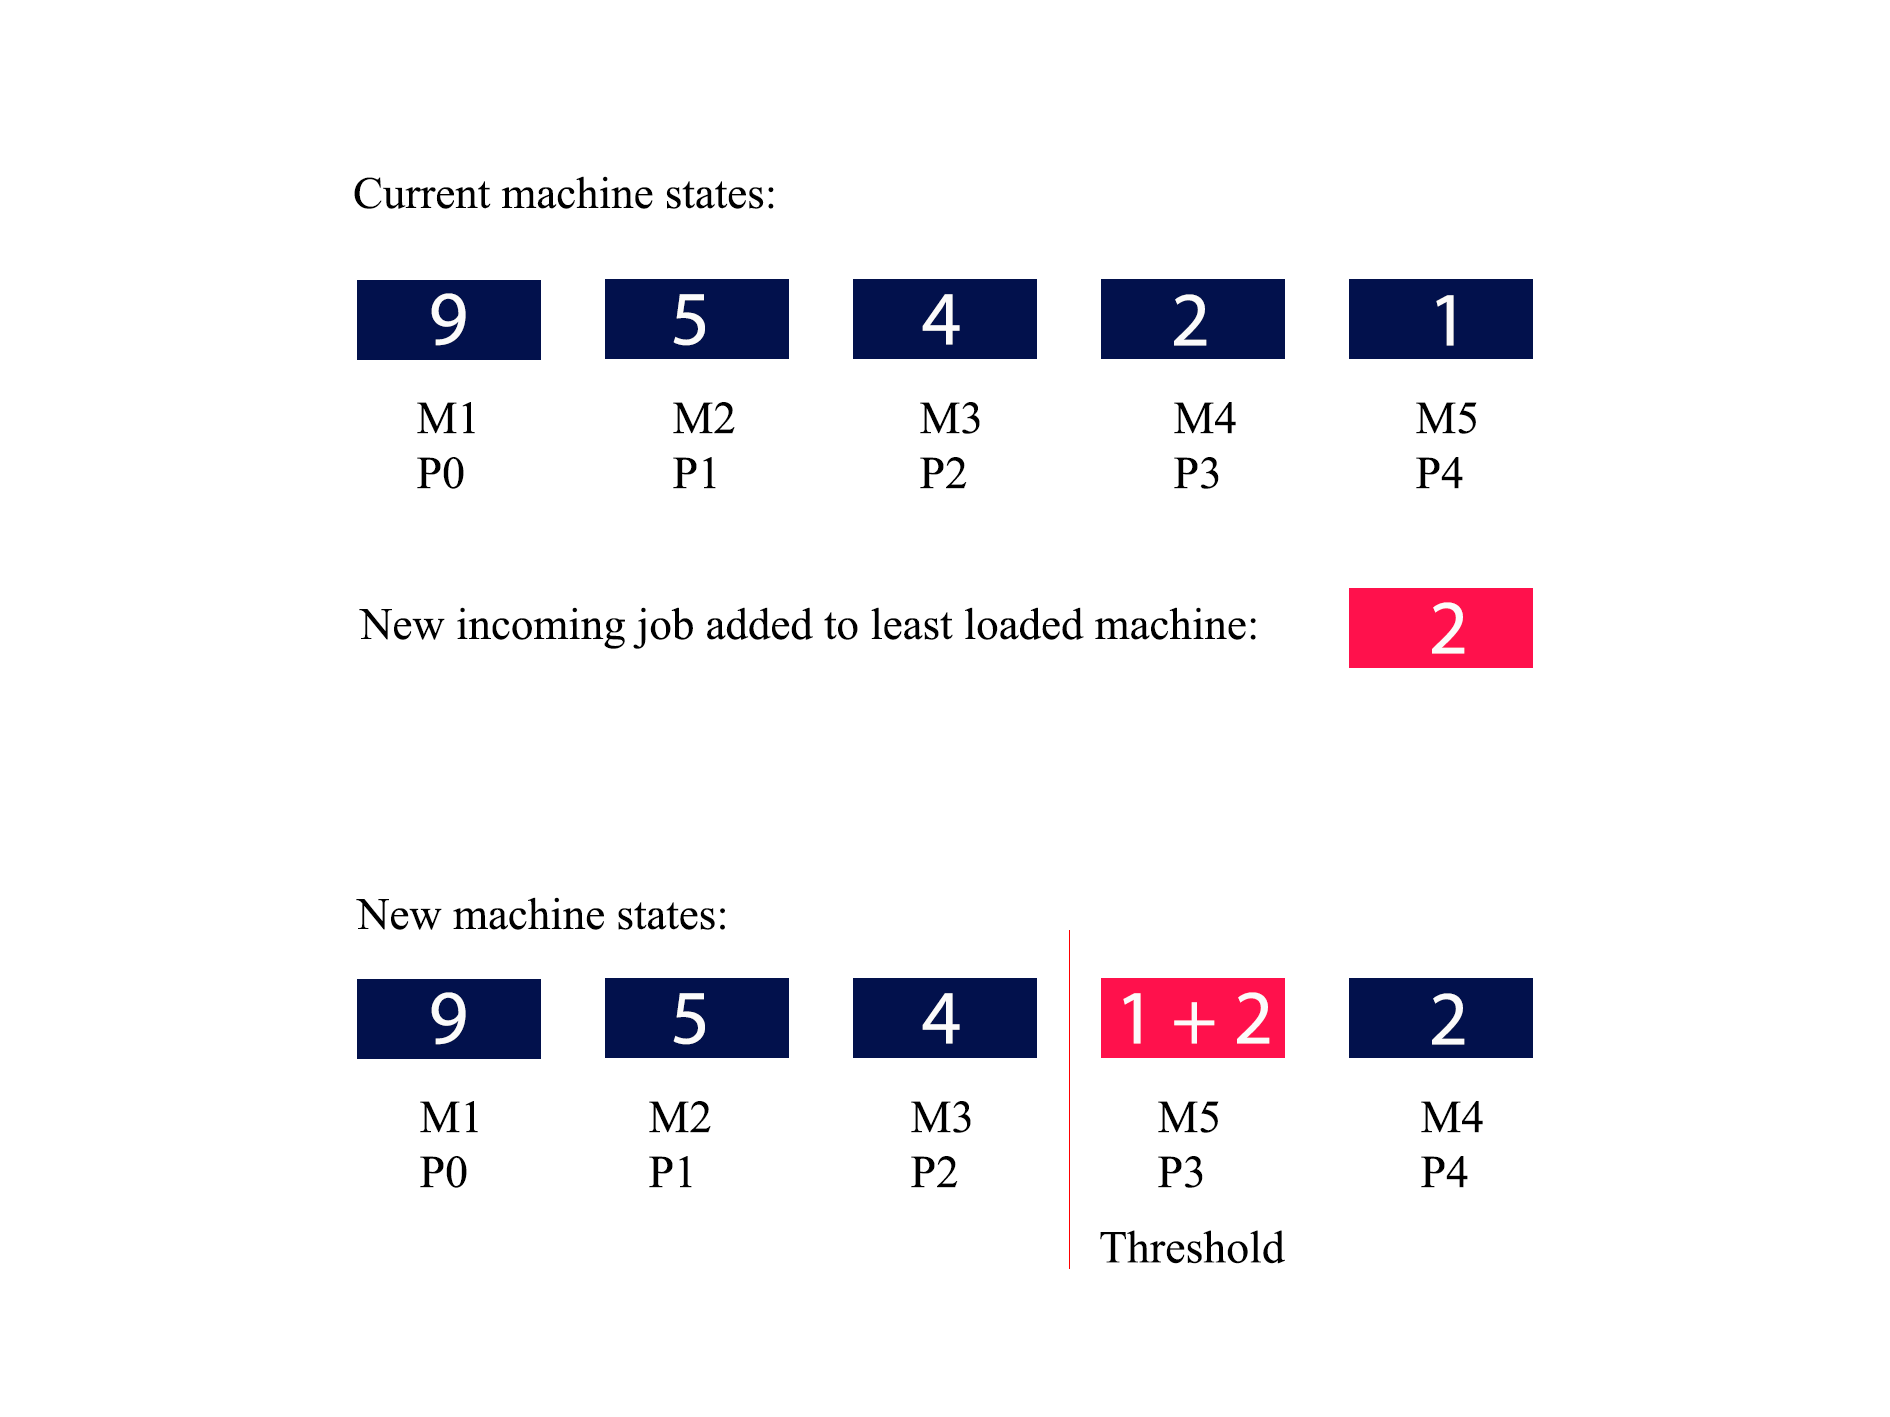 Current machine states:
9 5 4 2 1
M1 M2 M3 M4 M5
P0 P1 P2 P3 P4
New incoming job added to least loaded machine: 2
New machine states:
9 5 4 1 + 2 2
M1 M2 M3 M5 M4
P0 P1 P2 P3 P4
Threshold